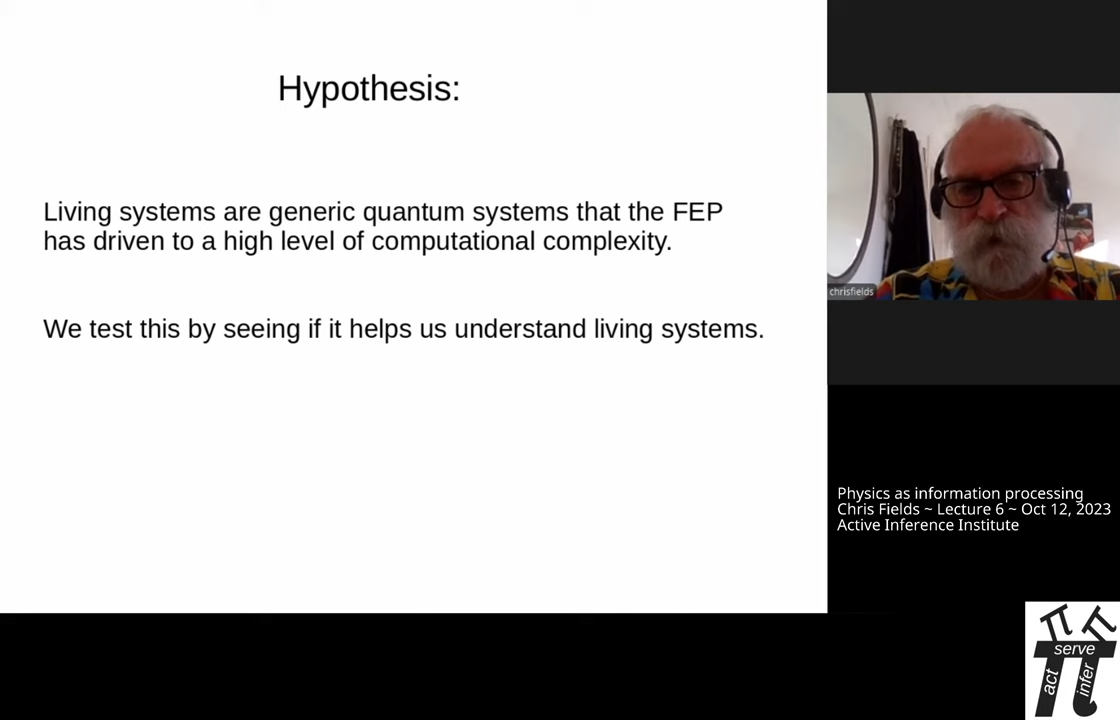 Hypothesis:
Living systems are generic quantum systems that the FEP
has driven to a high level of computational complexity.
We test this by seeing if it helps us understand living systems.
chrisfields
Physics as information processing
Chris Fields ~ Lecture 6 ~ Oct 12, 2023
Active Inference Institute
serve
act
infer